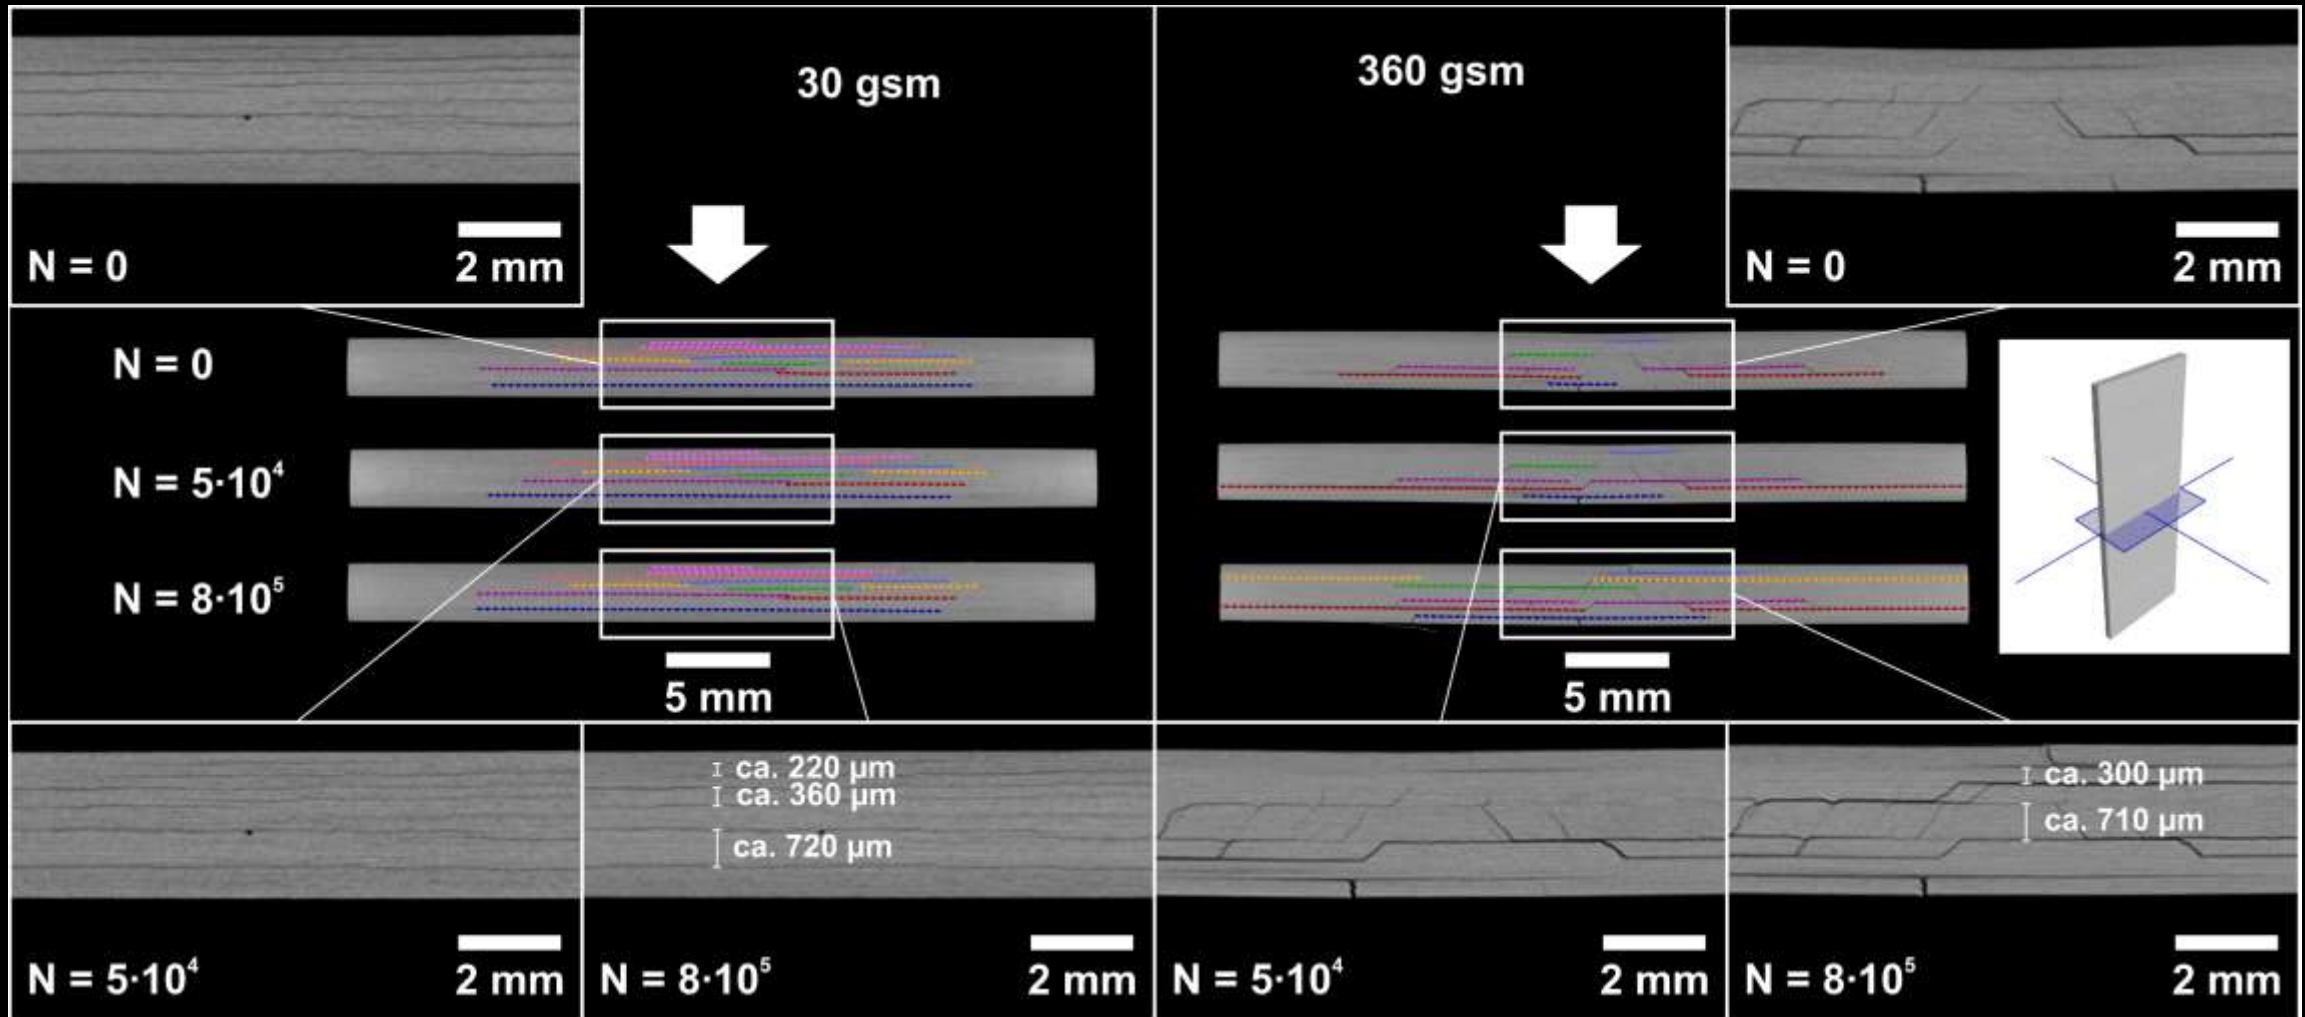 30 gsm
360 gsm
N = 0
2 mm
N = 0
2 mm
N = 0
N = 5·10⁴
N = 8·10⁵
5 mm
5 mm
ca. 220 µm
ca. 360 µm
ca. 720 µm
ca. 300 µm
ca. 710 µm
N = 5·10⁴
2 mm
N = 8·10⁵
2 mm
N = 5·10⁴
2 mm
N = 8·10⁵
2 mm